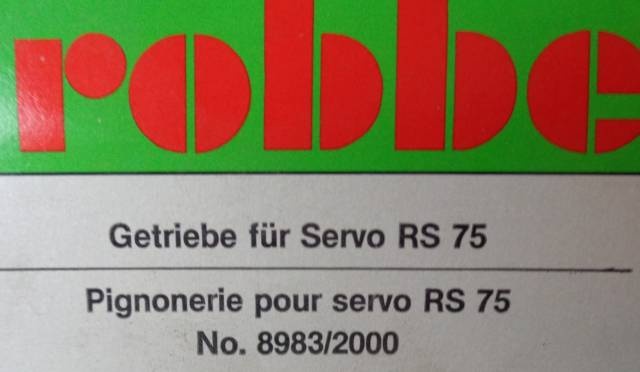 robbe
Getriebe für Servo RS 75
Pignonerie pour servo RS 75
No. 8983/2000